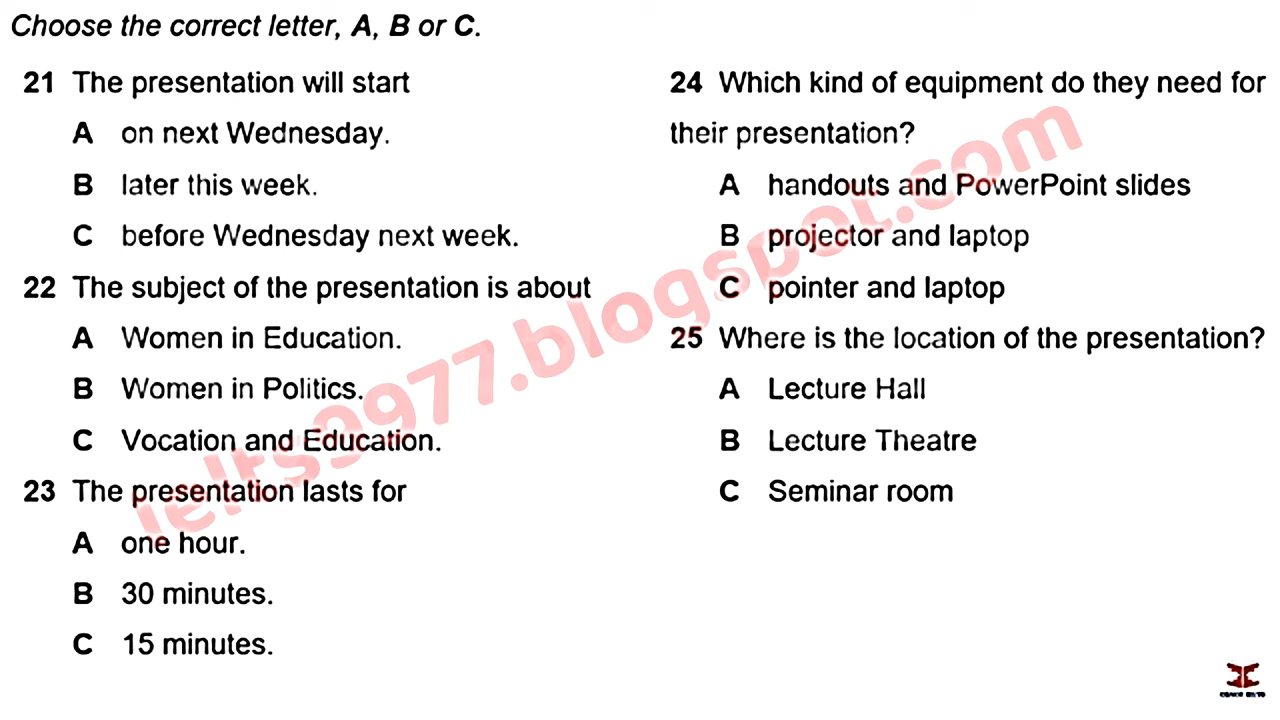 Choose the correct letter, A, B or C.
21 The presentation will start
A on next Wednesday.
B later this week.
C before Wednesday next week.
22 The subject of the presentation is about
A Women in Education.
B Women in Politics.
C Vocation and Education.
23 The presentation lasts for
A one hour.
B 30 minutes.
C 15 minutes.
24 Which kind of equipment do they need for
their presentation?
A handouts and PowerPoint slides
B projector and laptop
C pointer and laptop
25 Where is the location of the presentation?
A Lecture Hall
B Lecture Theatre
C Seminar room
ielts9977.blogspot.com